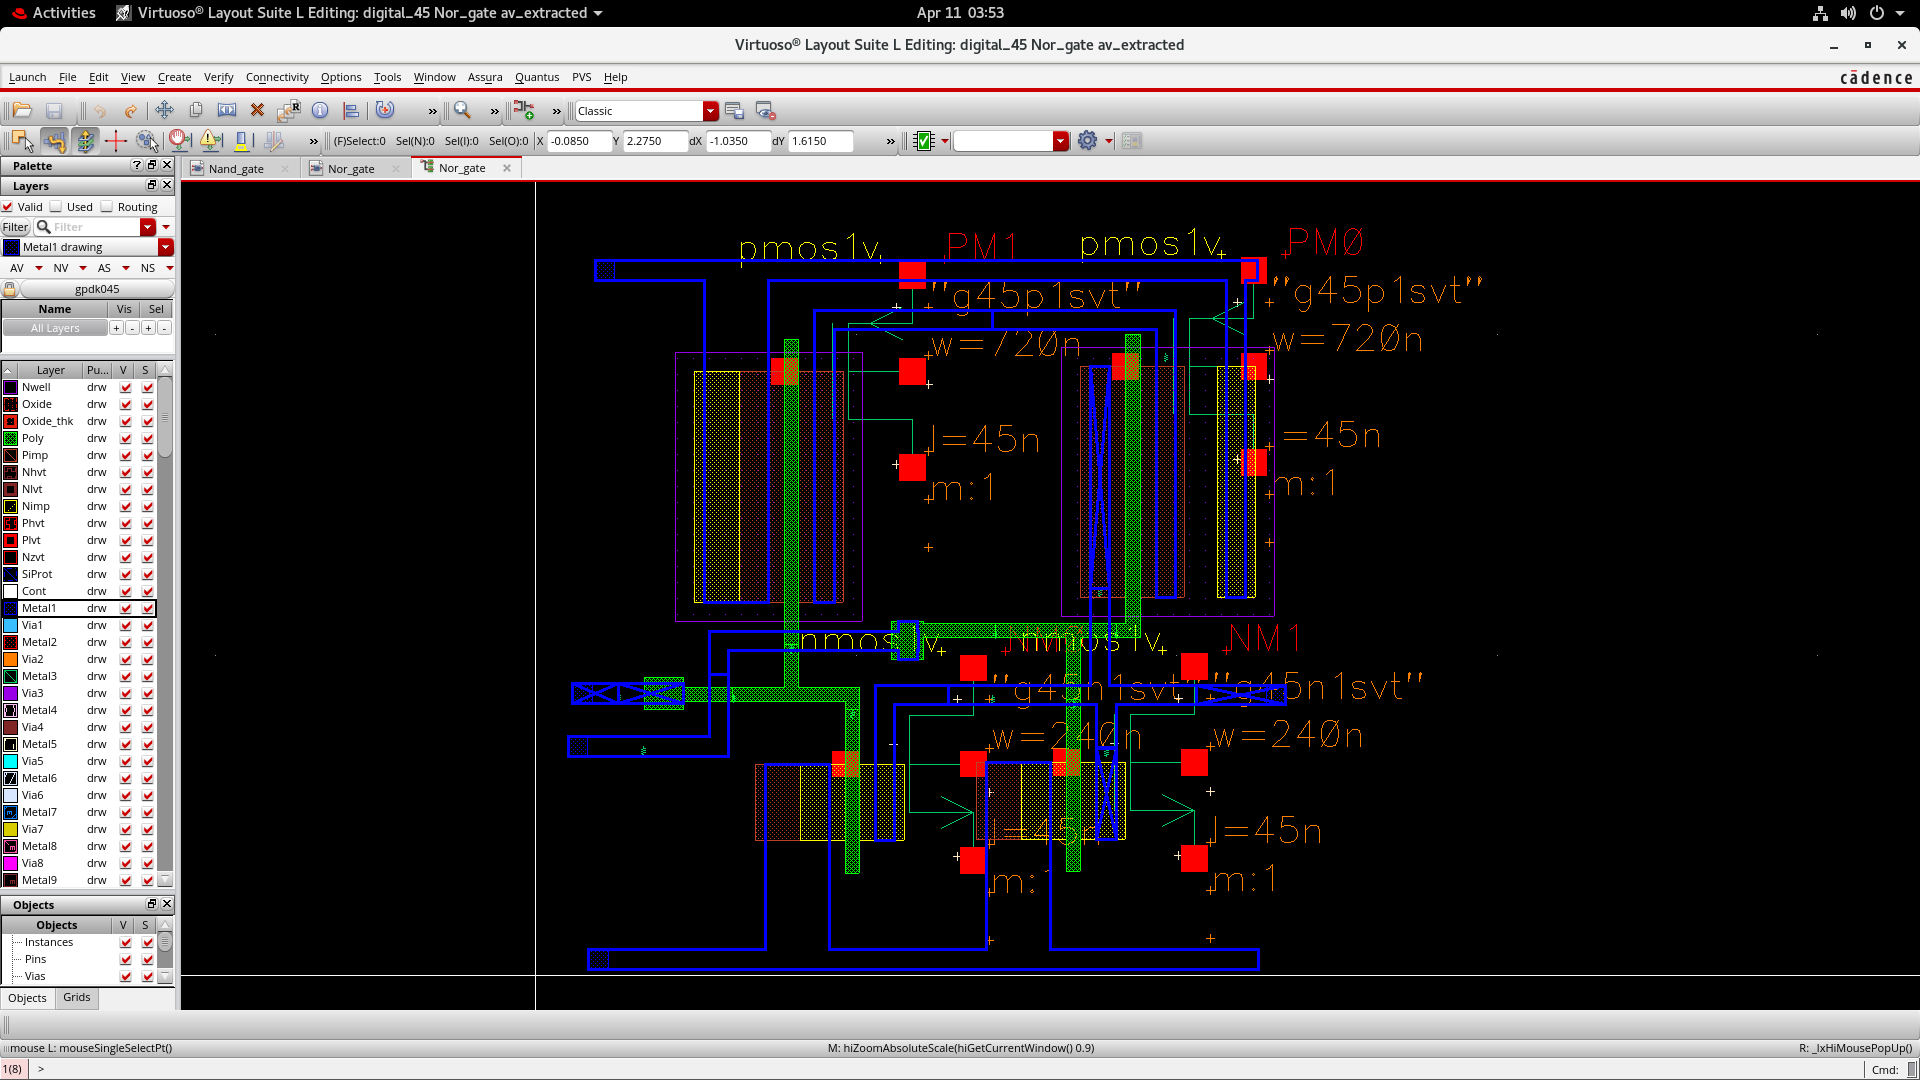 Activities
Virtuoso® Layout Suite L Editing: digital_45 Nor_gate av_extracted
Apr 11 03:53
Virtuoso® Layout Suite L Editing: digital_45 Nor_gate av_extracted
Launch File Edit View Create Verify Connectivity Options Tools Window Assura Quantus PVS Help
cādence
Classic
(F)Select:0 Sel(N):0 Sel(I):0 Sel(O):0 X -0.0850 Y 2.2750 dX -1.0350 dY 1.6150
Palette
Nand_gate Nor_gate Nor_gate
Layers
Valid Used Routing
Filter Filter
Metal1 drawing
AV NV AS NS
gpdk045
Name Vis Sel
All Layers + - + -
Layer Pu... V S
Nwell drw
Oxide drw
Oxide_thk drw
Poly drw
Pimp drw
Nhvt drw
Nlvt drw
Nimp drw
Phvt drw
Plvt drw
Nzvt drw
SiProt drw
Cont drw
Metal1 drw
Via1 drw
Metal2 drw
Via2 drw
Metal3 drw
Via3 drw
Metal4 drw
Via4 drw
Metal5 drw
Via5 drw
Metal6 drw
Via6 drw
Metal7 drw
Via7 drw
Metal8 drw
Via8 drw
Metal9 drw
Objects
Objects V S
Instances
Pins
Vias
Objects Grids
pmos1v PM1 pmos1v PM0
"g45p1svt" "g45p1svt"
w=720n w=720n
l=45n =45n
m:1 m:1
nmos1v nmos1v NM1
"g45n1svt" "g45n1svt"
w=240n w=240n
l=45n l=45n
m: m:1
mouse L: mouseSingleSelectPt() M: hiZoomAbsoluteScale(hiGetCurrentWindow() 0.9) R: _lxHiMousePopUp()
1(8) > Cmd: